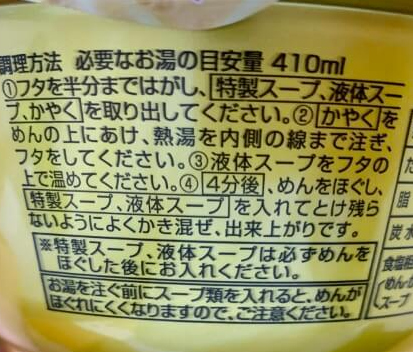 調理方法 必要なお湯の目安量 410ml
①フタを半分まではがし、特製スープ、液体スー
プ、かやくを取り出してください。②かやくを
めんの上にあけ、熱湯を内側の線まで注ぎ、
フタをしてください。③液体スープをフタの
上で温めてください。④4分後、めんをほぐし、
特製スープ、液体スープを入れてとけ残ら
ないようによくかき混ぜ、出来上がりです。
※特製スープ、液体スープは必ずめんを
ほぐした後にお入れください。
お湯を注ぐ前にスープ類を入れると、めんが
ほぐれにくくなりますので、ご注意ください。
脂
炭水
食塩相
めん
スープ